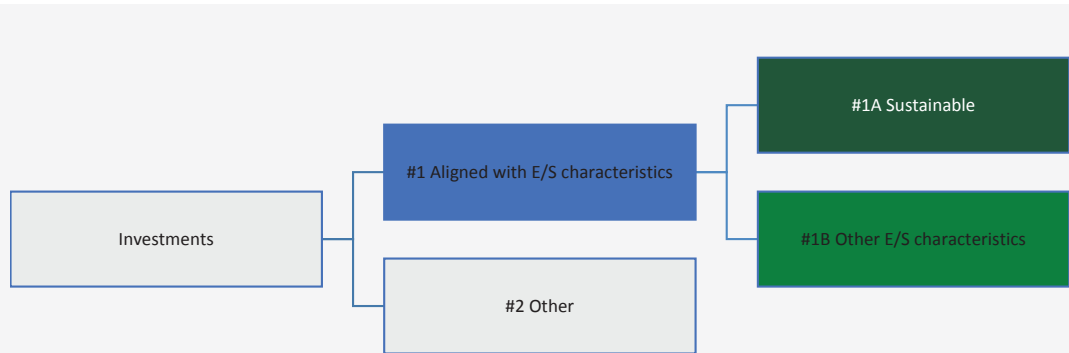 Investments
#1 Aligned with E/S characteristics
#2 Other
#1A Sustainable
#1B Other E/S characteristics